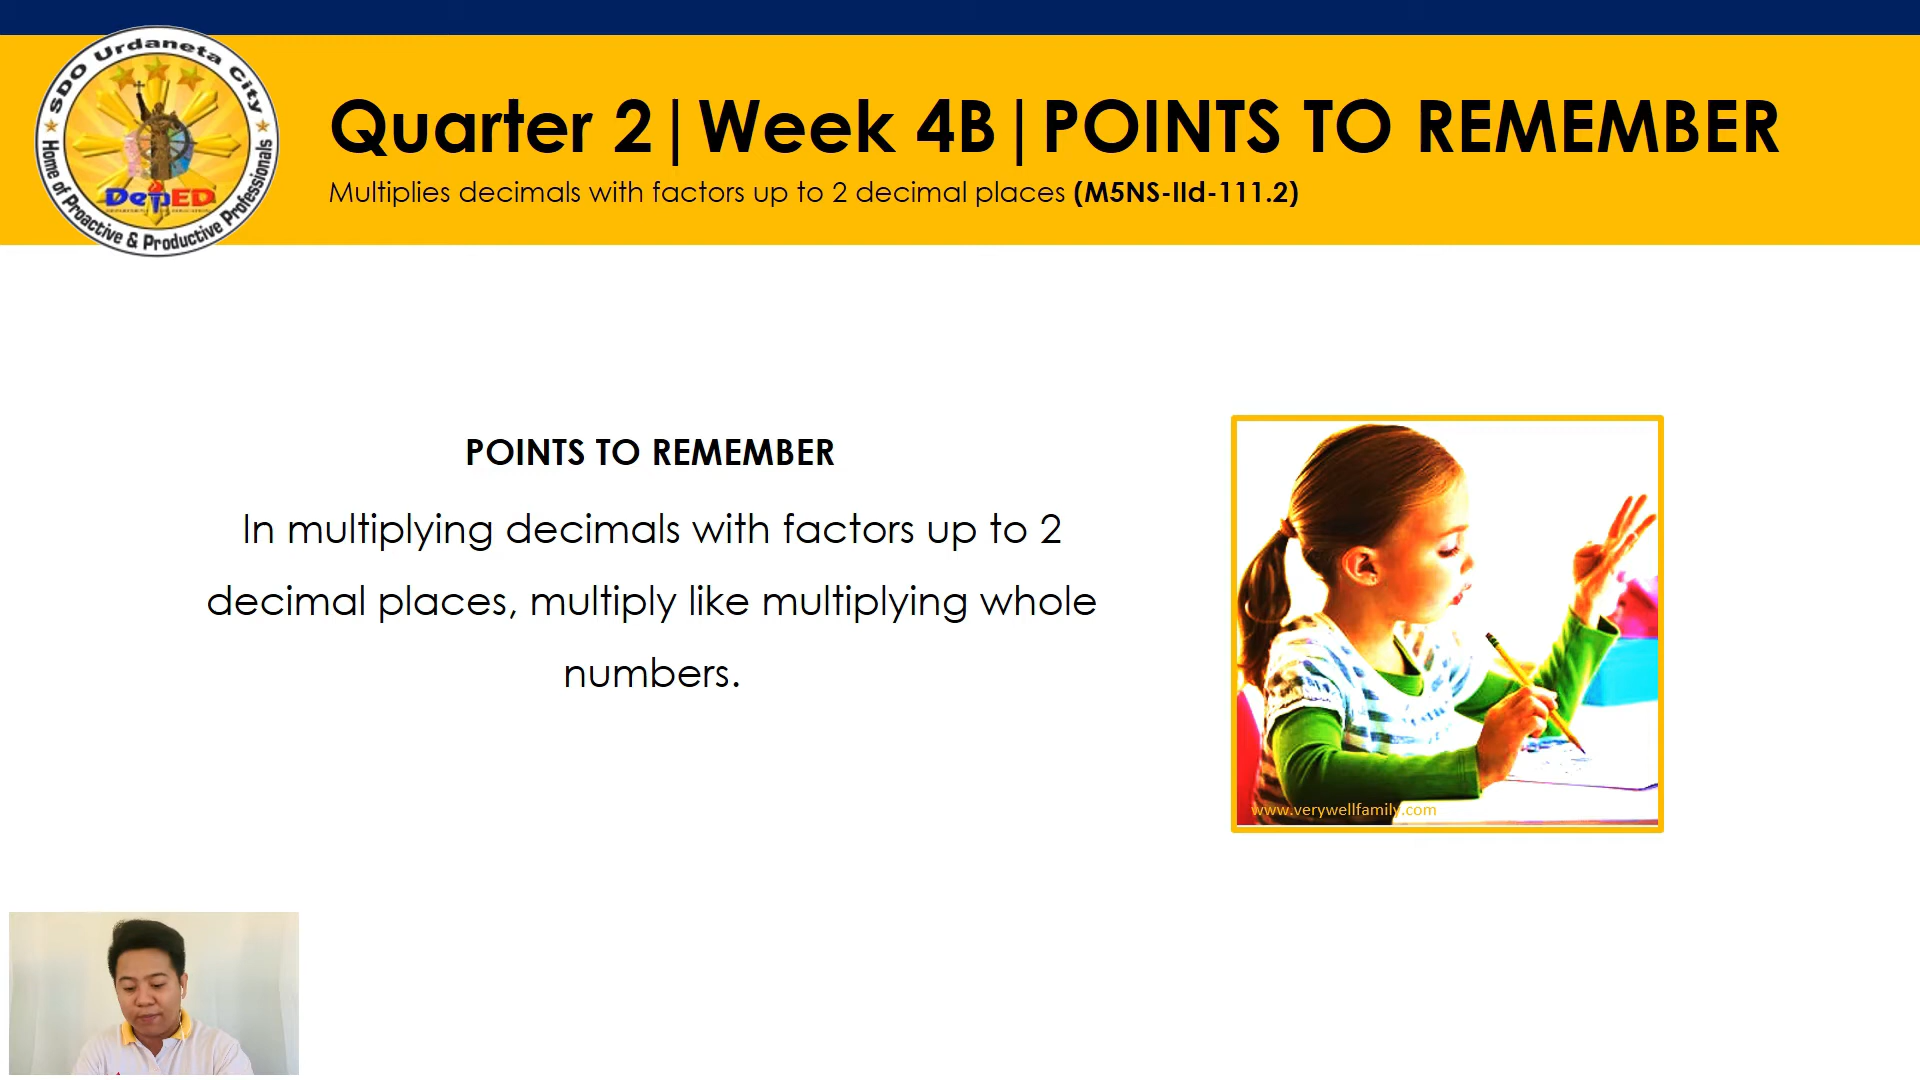 SDO Urdaneta City
DepED
Home of Proactive & Productive Professionals
Quarter 2|Week 4B|POINTS TO REMEMBER
Multiplies decimals with factors up to 2 decimal places (M5NS-IId-111.2)
POINTS TO REMEMBER
In multiplying decimals with factors up to 2
decimal places, multiply like multiplying whole
numbers.
www.verywellfamily.com